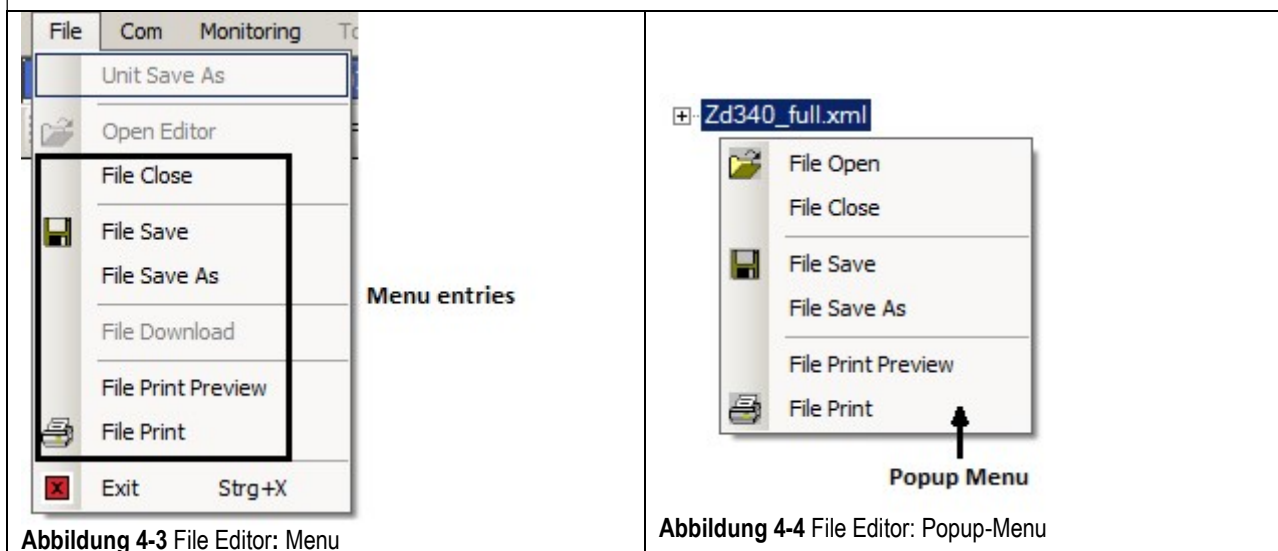 File Com Monitoring
Unit Save As
Open Editor
File Close
File Save
File Save As
File Download
File Print Preview
File Print
Exit Strg+X
Menu entries
Abbildung 4-3 File Editor: Menu
Zd340_full.xml
File Open
File Close
File Save
File Save As
File Print Preview
File Print
Popup Menu
Abbildung 4-4 File Editor: Popup-Menu